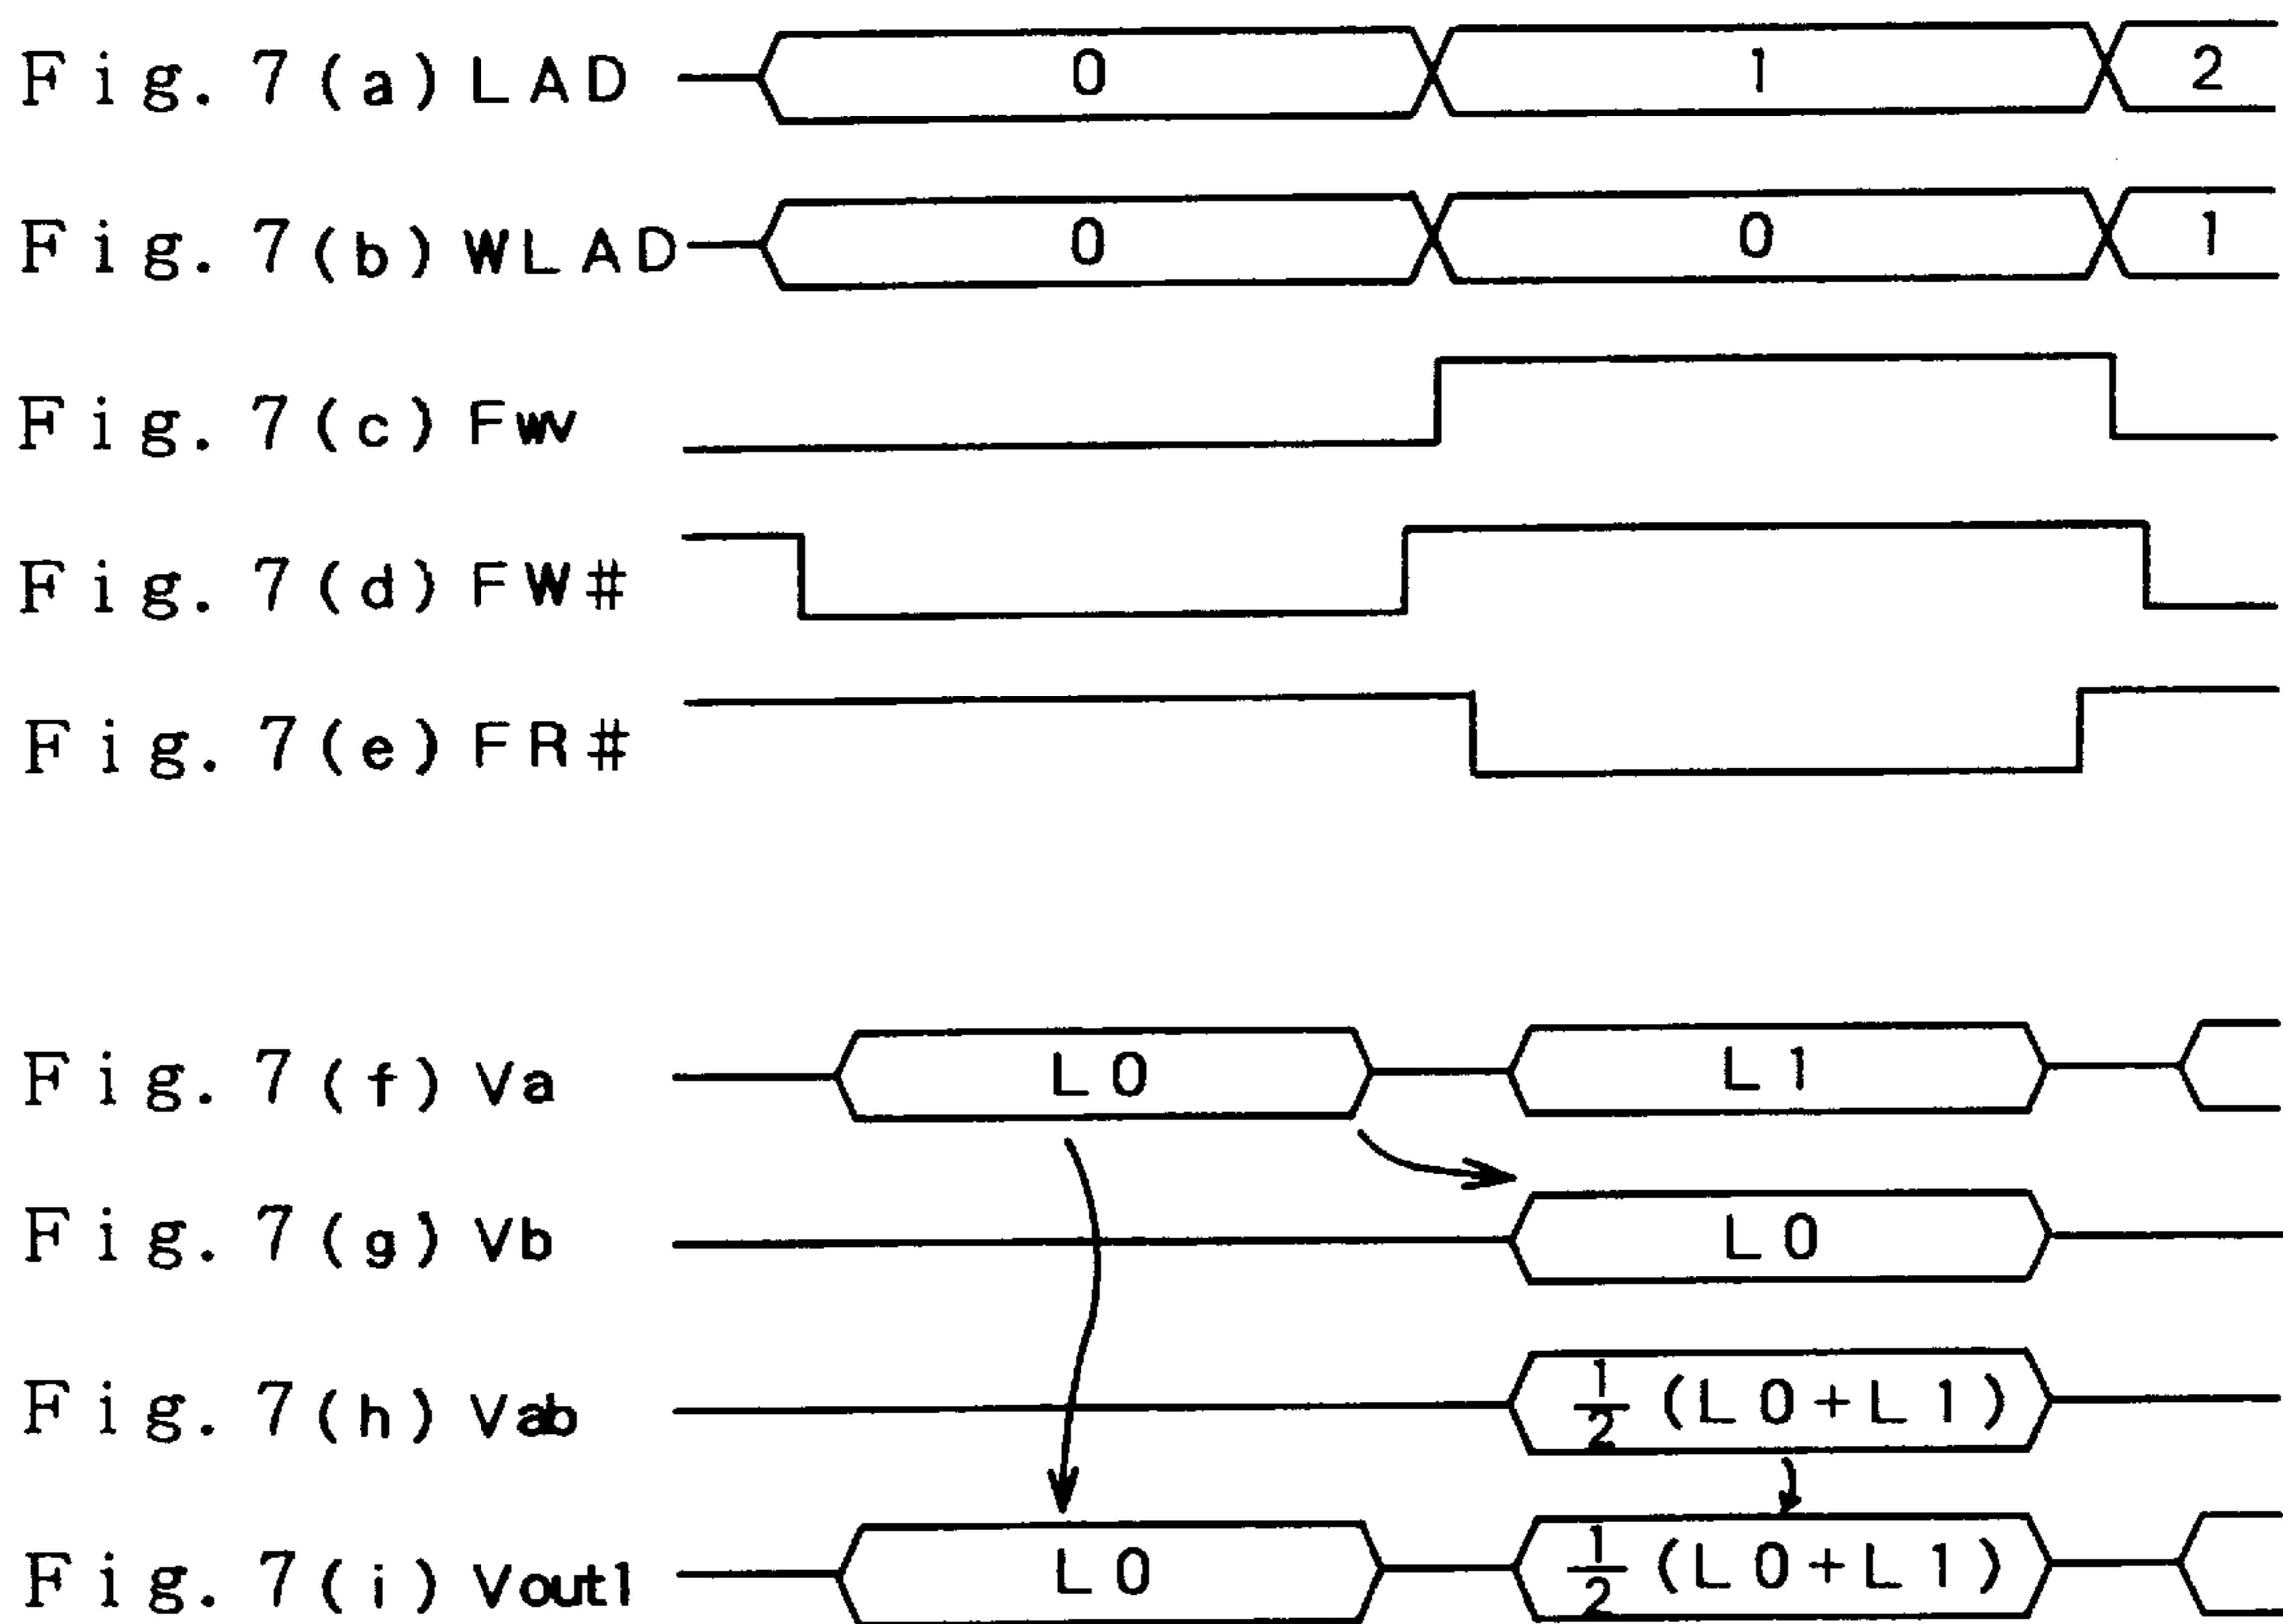 Fig. 7(a) LAD 0 1 2
Fig. 7(b) WLAD 0 0 1
Fig. 7(c) Fwv
Fig. 7(d) FW#
Fig. 7(e) FR#
Fig. 7(f) Va L0 L1
Fig. 7(g) Vb L0
Fig. 7(h) Vab 1/2 (L0+L1)
Fig. 7(i) Vout1 L0 1/2 (L0+L1)